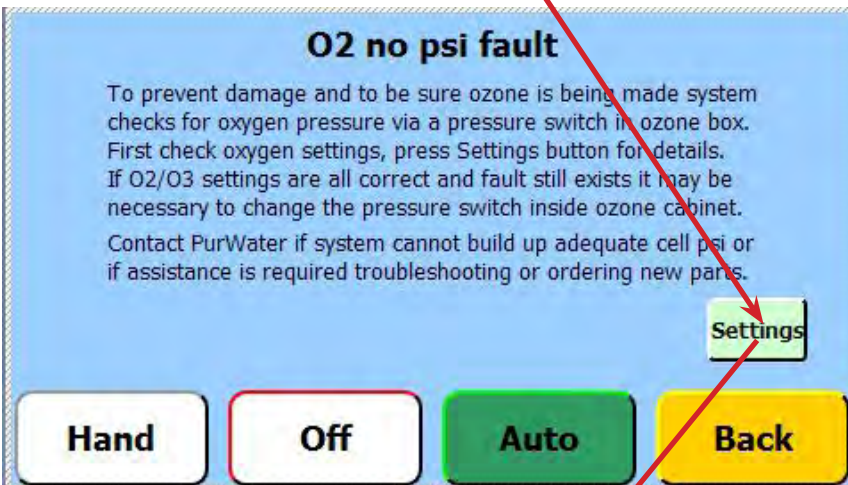 O2 no psi fault
To prevent damage and to be sure ozone is being made system
checks for oxygen pressure via a pressure switch in ozone box.
First check oxygen settings, press Settings button for details.
If O2/O3 settings are all correct and fault still exists it may be
necessary to change the pressure switch inside ozone cabinet.
Contact PurWater if system cannot build up adequate cell psi or
if assistance is required troubleshooting or ordering new parts.
Settings
Hand Off Auto Back